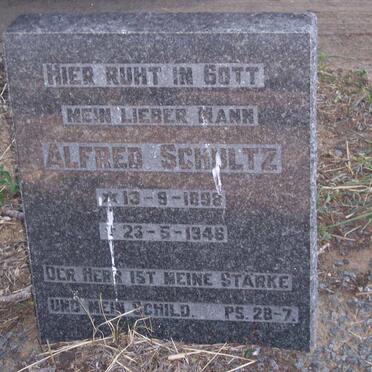 HIER RUHT IN GOTT
MEIN LIEBER MANN
ALFRED SCHULTZ
* 13-9-1898
† 23-5-1946
DER HERR IST MEINE STÄRKE
UND MEIN SCHILD. PS. 28-7.